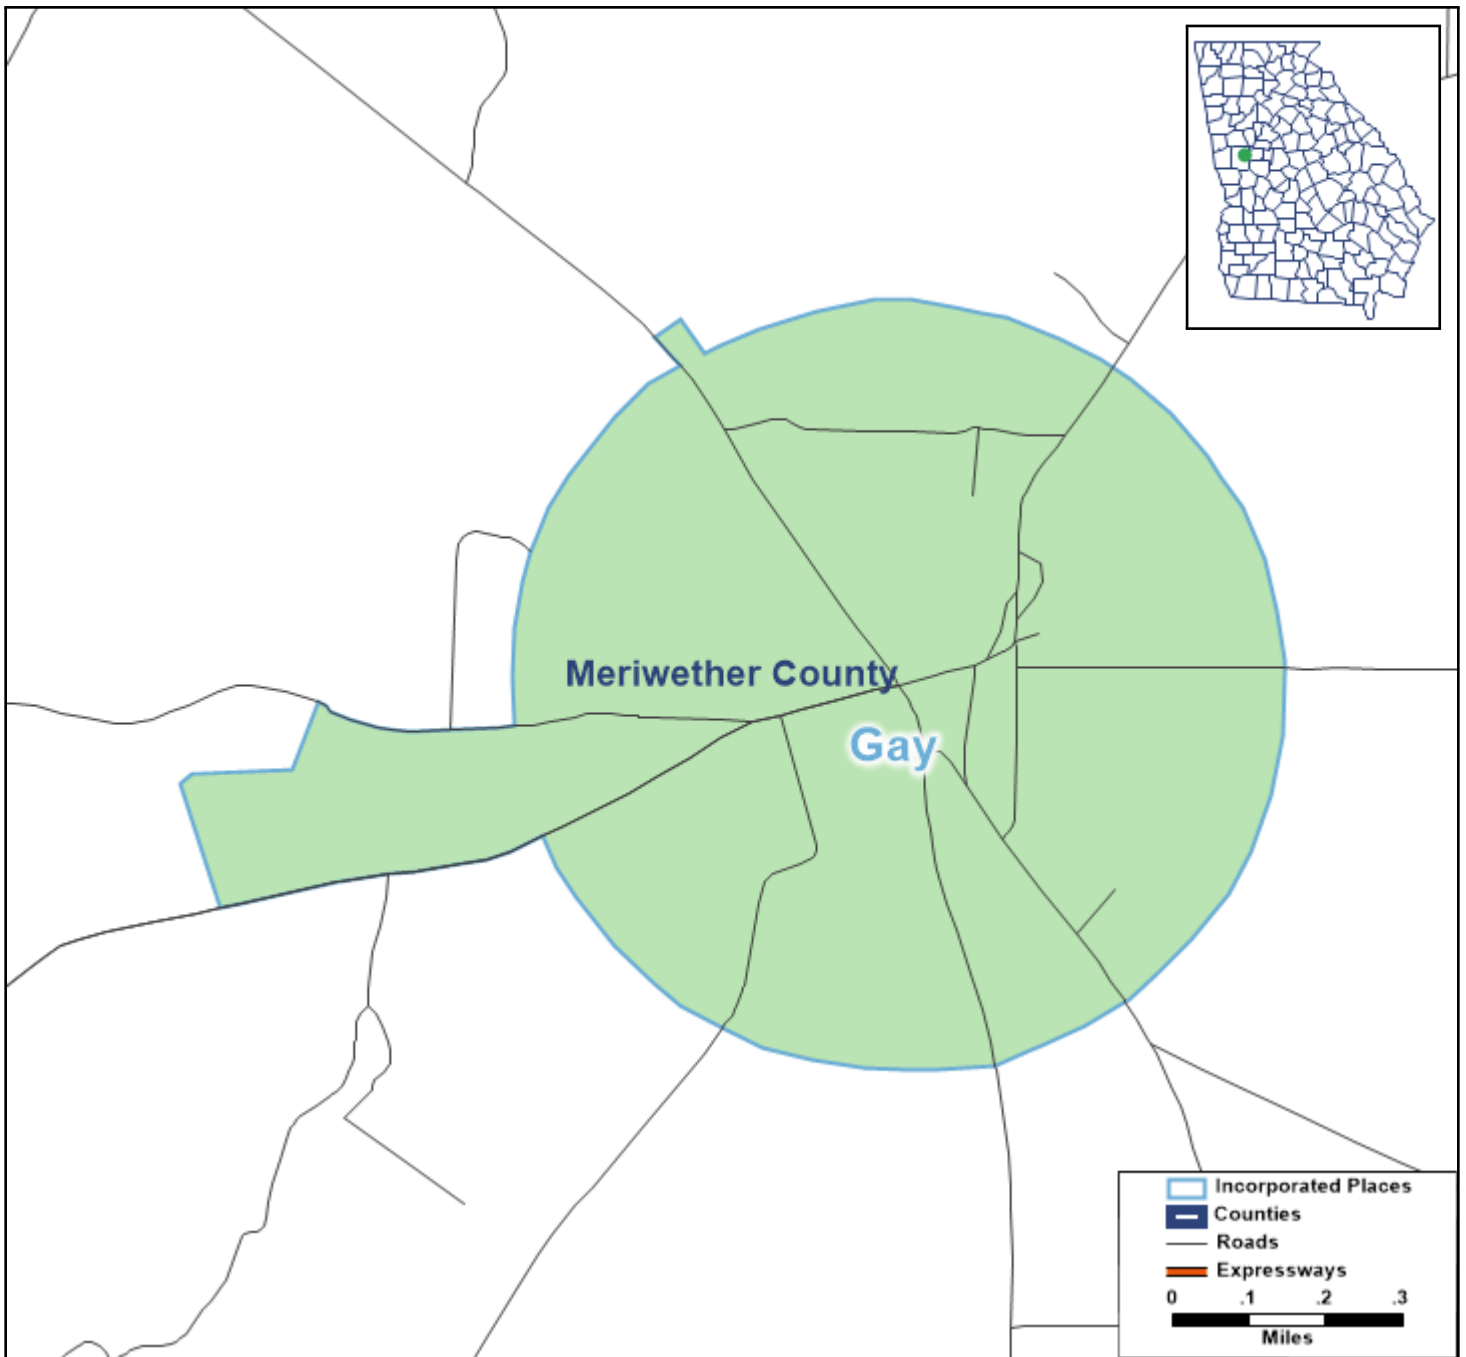 Meriwether County
Gay
Incorporated Places
Counties
Roads
Expressways
0 .1 .2 .3
Miles